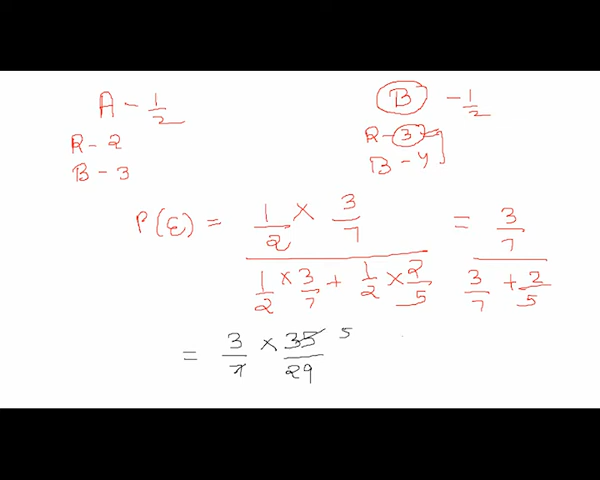 A - 1/2
R - 2
B - 3
B - 1/2
R - 3
B - 4
P(E) = (1/2 × 3/7) / (1/2 × 3/7 + 1/2 × 2/5) = (3/7) / (3/7 + 2/5)
= 3/7 × 35/29 5